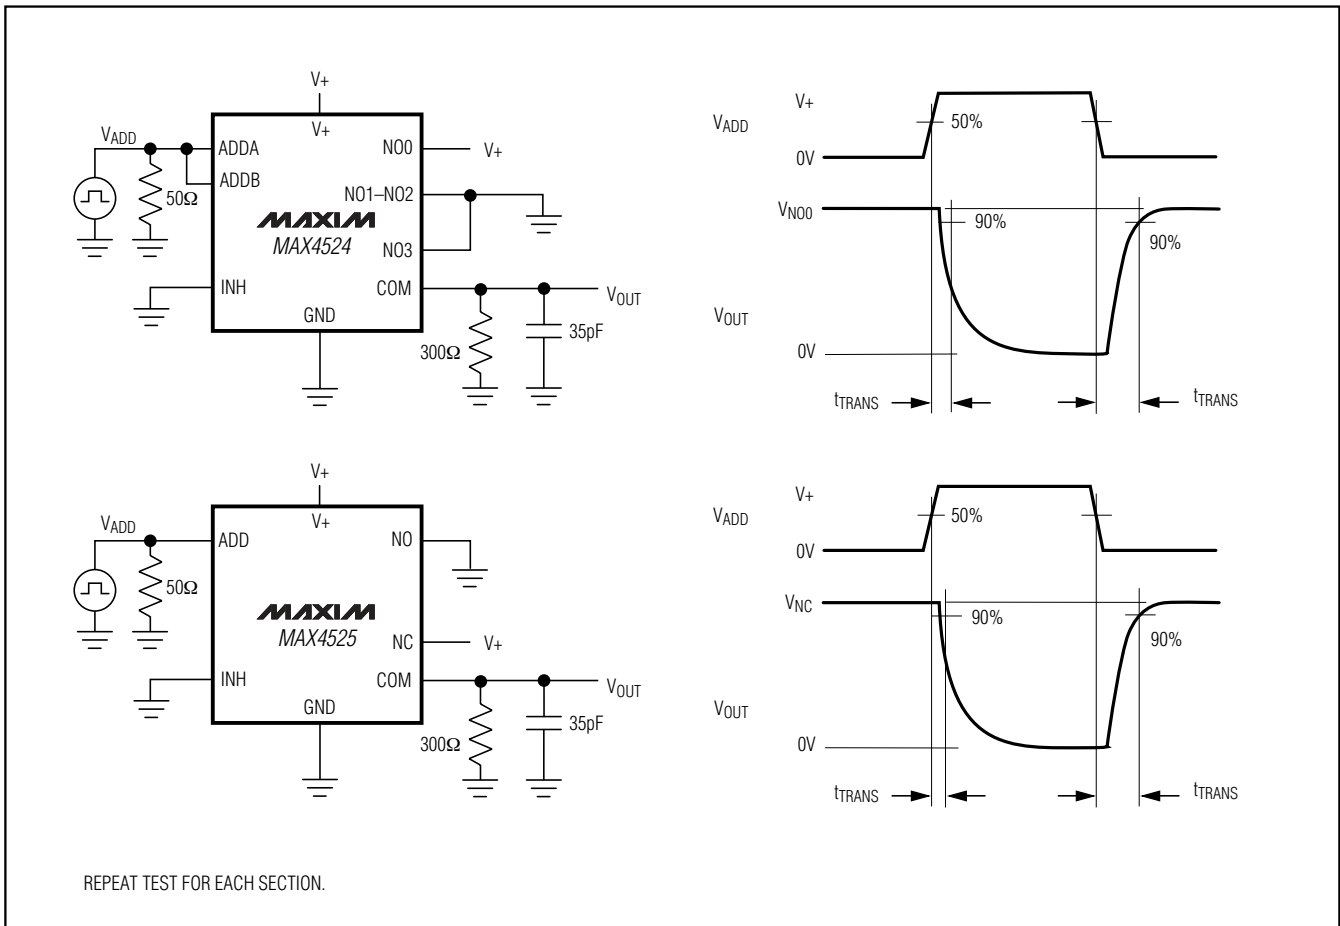 V+
V+
VADD
ADDA
ADDB
50Ω
NO0
V+
NO1–NO2
MAXIM
MAX4524
NO3
INH
COM
VOUT
GND
300Ω
35pF
VADD
V+
50%
0V
VNO0
90%
90%
VOUT
0V
tTRANS
tTRANS
V+
V+
VADD
ADD
50Ω
NO
MAXIM
MAX4525
NC
V+
INH
COM
VOUT
GND
300Ω
35pF
VADD
V+
50%
0V
VNC
90%
90%
VOUT
0V
tTRANS
tTRANS
REPEAT TEST FOR EACH SECTION.